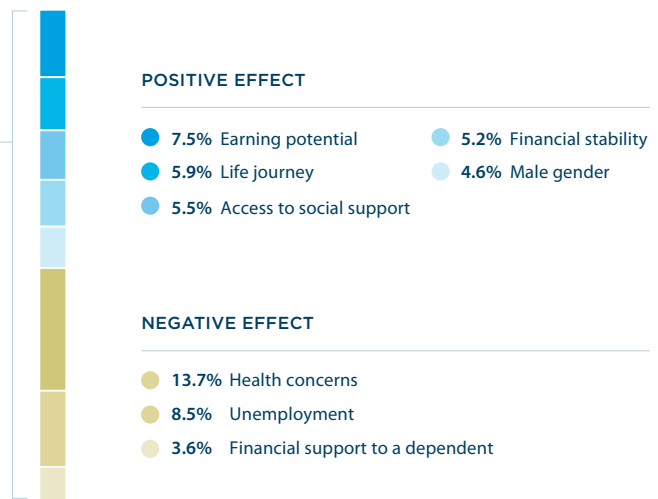 POSITIVE EFFECT
7.5% Earning potential
5.9% Life journey
5.5% Access to social support
5.2% Financial stability
4.6% Male gender
NEGATIVE EFFECT
13.7% Health concerns
8.5% Unemployment
3.6% Financial support to a dependent